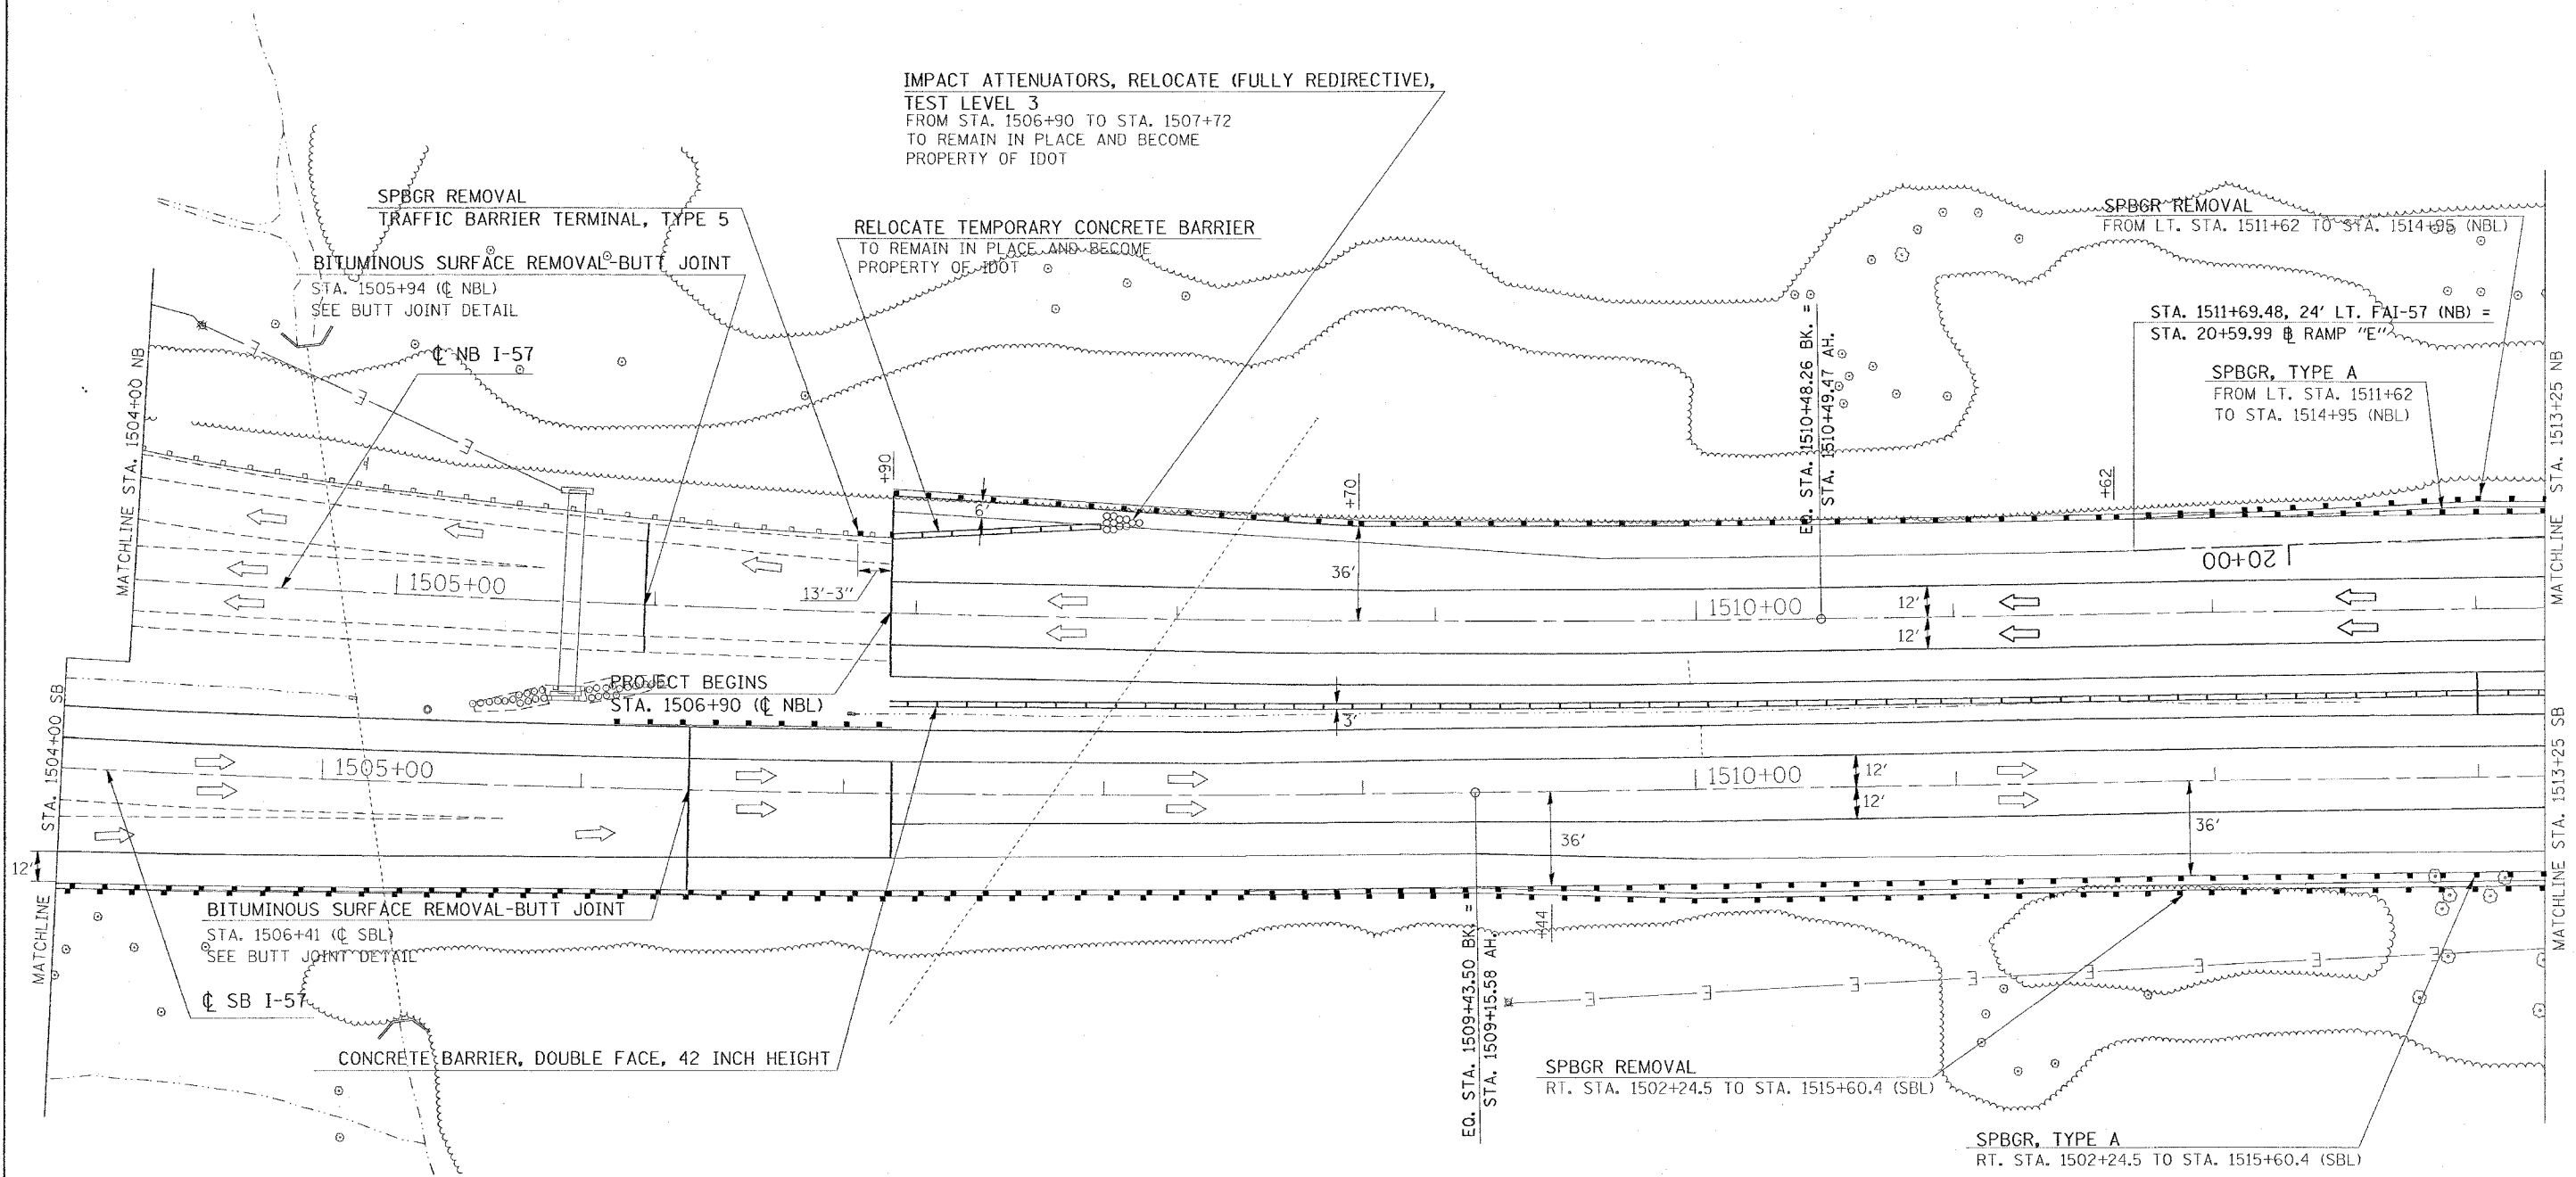 IMPACT ATTENUATORS, RELOCATE (FULLY REDIRECTIVE),
TEST LEVEL 3
FROM STA. 1506+90 TO STA. 1507+72
TO REMAIN IN PLACE AND BECOME
PROPERTY OF IDOT
SPBGR REMOVAL
TRAFFIC BARRIER TERMINAL, TYPE 5
RELOCATE TEMPORARY CONCRETE BARRIER
TO REMAIN IN PLACE AND BECOME
PROPERTY OF IDOT
BITUMINOUS SURFACE REMOVAL-BUTT JOINT
STA. 1505+94 (℄ NBL)
SEE BUTT JOINT DETAIL
℄ NB I-57
SPBGR REMOVAL
FROM LT. STA. 1511+62 TO STA. 1514+95 (NBL)
STA. 1511+69.48, 24' LT. FAI-57 (NB) =
STA. 20+59.99 B RAMP "E"
SPBGR, TYPE A
FROM LT. STA. 1511+62
TO STA. 1514+95 (NBL)
EQ. STA. 1510+48.26 BK. =
STA. 1510+49.47 AH.
MATCHLINE STA. 1504+00 NB
MATCHLINE STA. 1513+25 NB
+90
+70
+62
6'
36'
13'-3"
20+00
1505+00
1510+00
12'
12'
PROJECT BEGINS
STA. 1506+90 (℄ NBL)
3'
MATCHLINE STA. 1504+00 SB
MATCHLINE STA. 1513+25 SB
1505+00
1510+00
12'
12'
36'
36'
12'
+44
BITUMINOUS SURFACE REMOVAL-BUTT JOINT
STA. 1506+41 (℄ SBL)
SEE BUTT JOINT DETAIL
℄ SB I-57
CONCRETE BARRIER, DOUBLE FACE, 42 INCH HEIGHT
EQ. STA. 1509+43.50 BK. =
STA. 1509+15.58 AH.
E
E
E
E
E
E
E
E
E
E
E
SPBGR REMOVAL
RT. STA. 1502+24.5 TO STA. 1515+60.4 (SBL)
SPBGR, TYPE A
RT. STA. 1502+24.5 TO STA. 1515+60.4 (SBL)